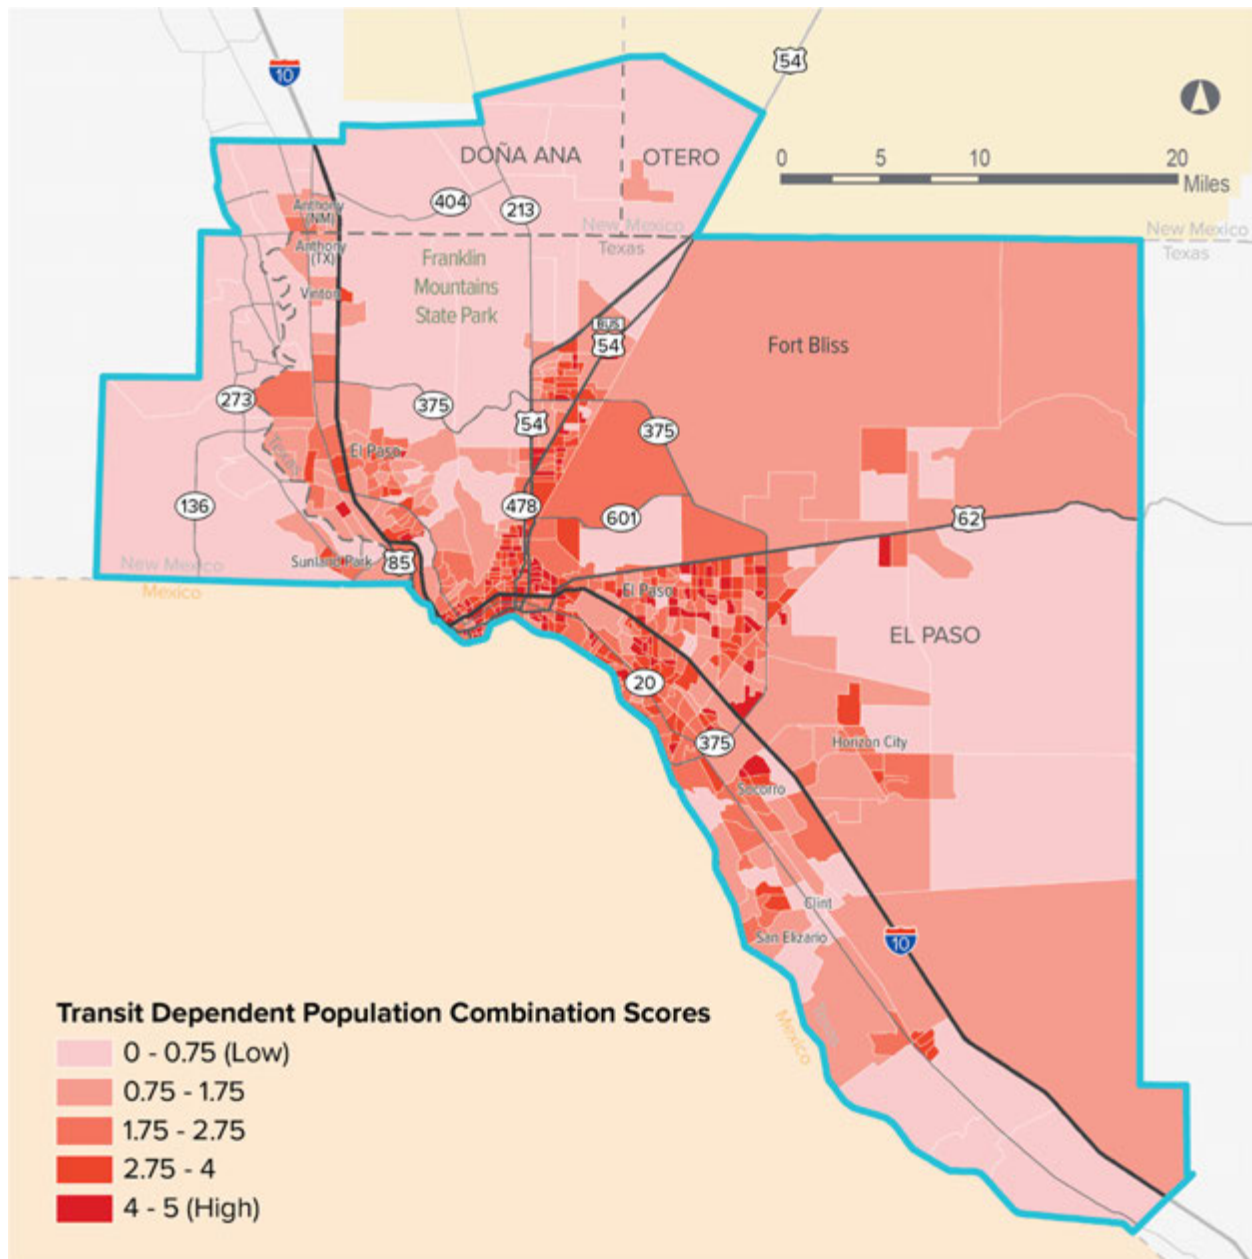 54
10
0 5 10 20
Miles
DOÑA ANA
OTERO
404
213
Anthony
(NM)
New Mexico
Texas
New Mexico
Texas
Anthony
(TX)
Franklin
Mountains
State Park
Vinton
BUS
54
Fort Bliss
273
375
54
375
Texas
El Paso
136
478
601
62
New Mexico
Mexico
Sunland Park
85
El Paso
EL PASO
20
375
Horizon City
Socorro
Clint
San Elizario
10
Texas
Mexico
Transit Dependent Population Combination Scores
0 - 0.75 (Low)
0.75 - 1.75
1.75 - 2.75
2.75 - 4
4 - 5 (High)